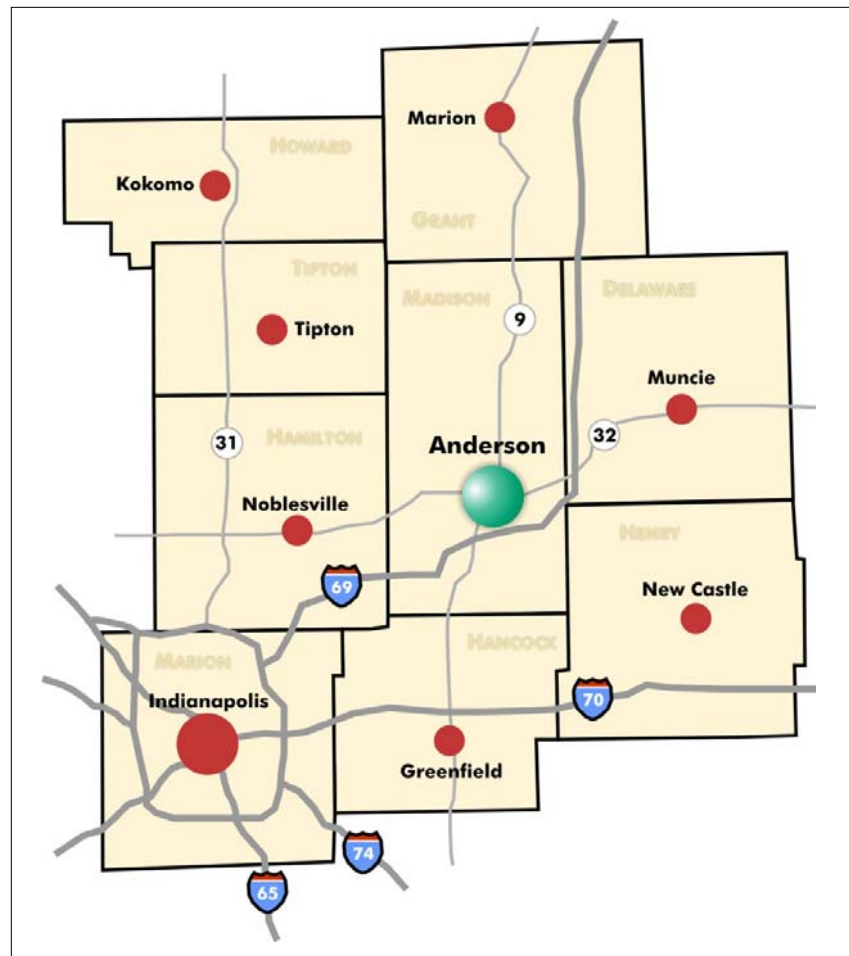 Marion
HOWARD
Kokomo
GRANT
TIPTON
MADISON
DELAWARE
9
Tipton
Muncie
31
HAMILTON
Anderson
32
Noblesville
HENRY
69
New Castle
MARION
HANCOCK
Indianapolis
70
Greenfield
74
65